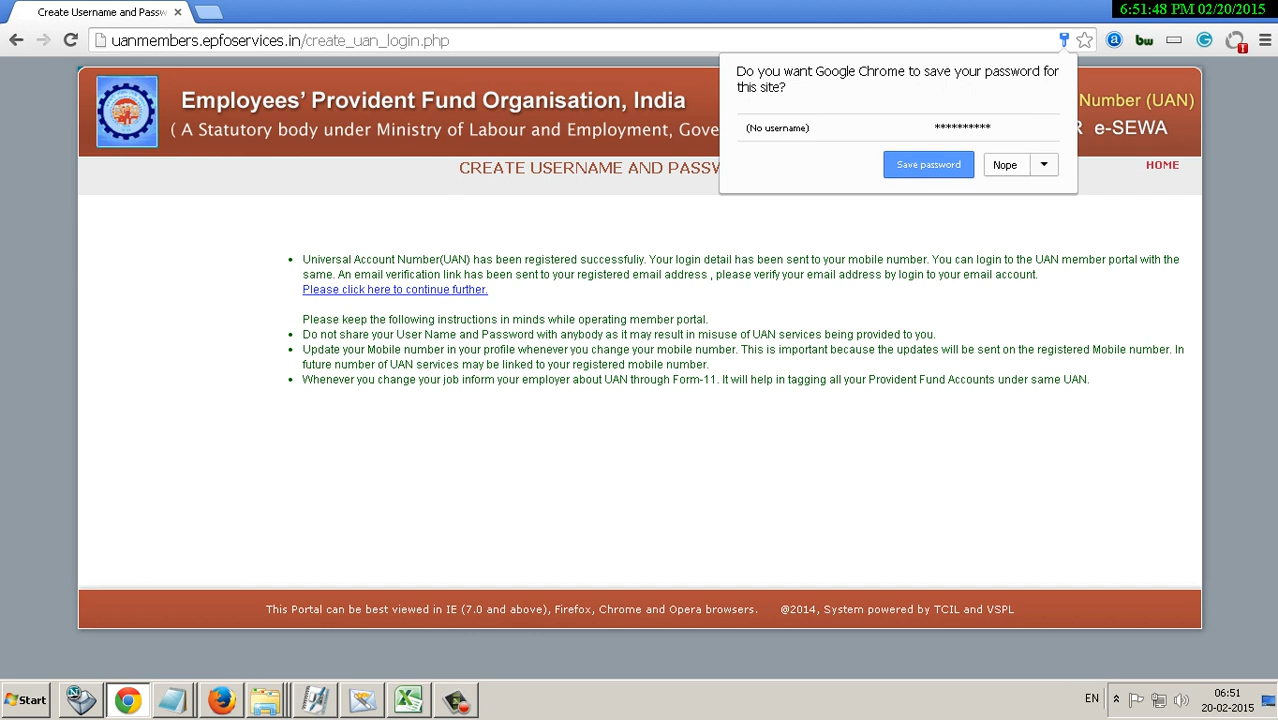 6:51:48 PM 02/20/2015
Create Username and Passw
uanmembers.epfoservices.in/create_uan_login.php
bw
Do you want Google Chrome to save your password for
this site?
(No username) **********
Save password Nope
Employees' Provident Fund Organisation, India
Number (UAN)
( A Statutory body under Ministry of Labour and Employment, Gove
R e-SEWA
CREATE USERNAME AND PASSW
HOME
• Universal Account Number(UAN) has been registered successfuliy. Your login detail has been sent to your mobile number. You can login to the UAN member portal with the
same. An email verification link has been sent to your registered email address , please verify your email address by login to your email account.
Please click here to continue further.
Please keep the following instructions in minds while operating member portal.
• Do not share your User Name and Password with anybody as it may result in misuse of UAN services being provided to you.
• Update your Mobile number in your profile whenever you change your mobile number. This is important because the updates will be sent on the registered Mobile number. In
future number of UAN services may be linked to your registered mobile number.
• Whenever you change your job inform your employer about UAN through Form-11. It will help in tagging all your Provident Fund Accounts under same UAN.
This Portal can be best viewed in IE (7.0 and above), Firefox, Chrome and Opera browsers. @2014, System powered by TCIL and VSPL
Start
EN
06:51
20-02-2015